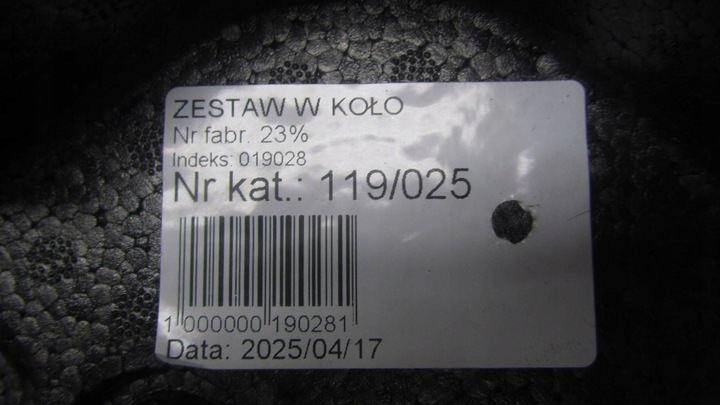 ZESTAW W KOŁO
Nr fabr. 23%
Indeks: 019028
Nr kat.: 119/025
1 000000 190281
Data: 2025/04/17